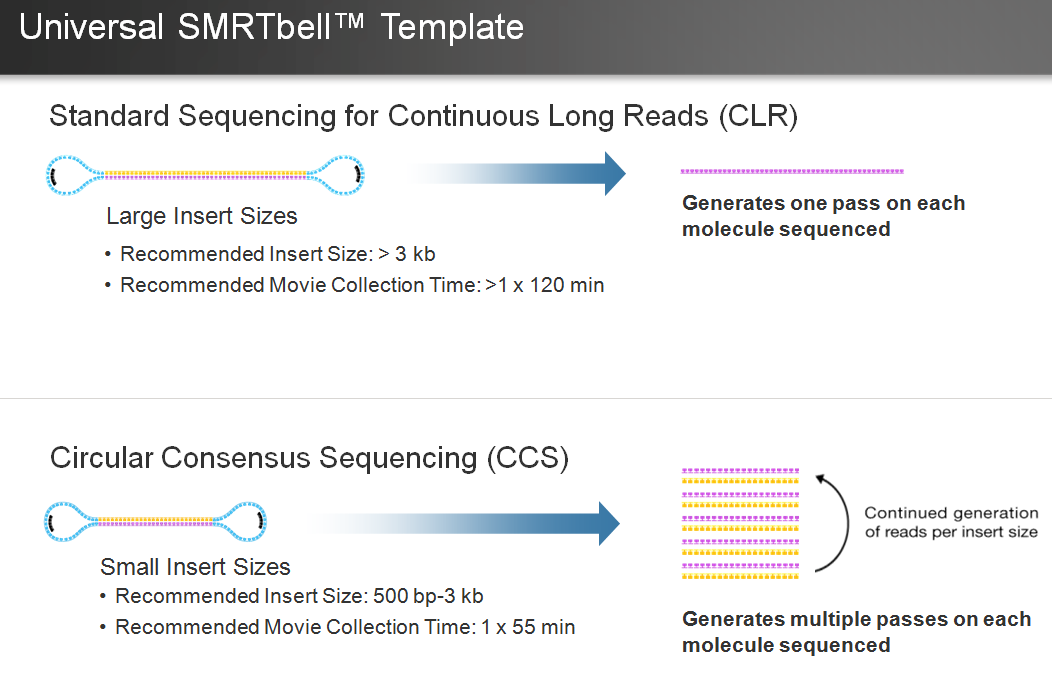 Universal SMRTbell™ Template
Standard Sequencing for Continuous Long Reads (CLR)
Large Insert Sizes
• Recommended Insert Size: > 3 kb
• Recommended Movie Collection Time: >1 x 120 min
Generates one pass on each
molecule sequenced
Circular Consensus Sequencing (CCS)
Small Insert Sizes
• Recommended Insert Size: 500 bp-3 kb
• Recommended Movie Collection Time: 1 x 55 min
Continued generation
of reads per insert size
Generates multiple passes on each
molecule sequenced